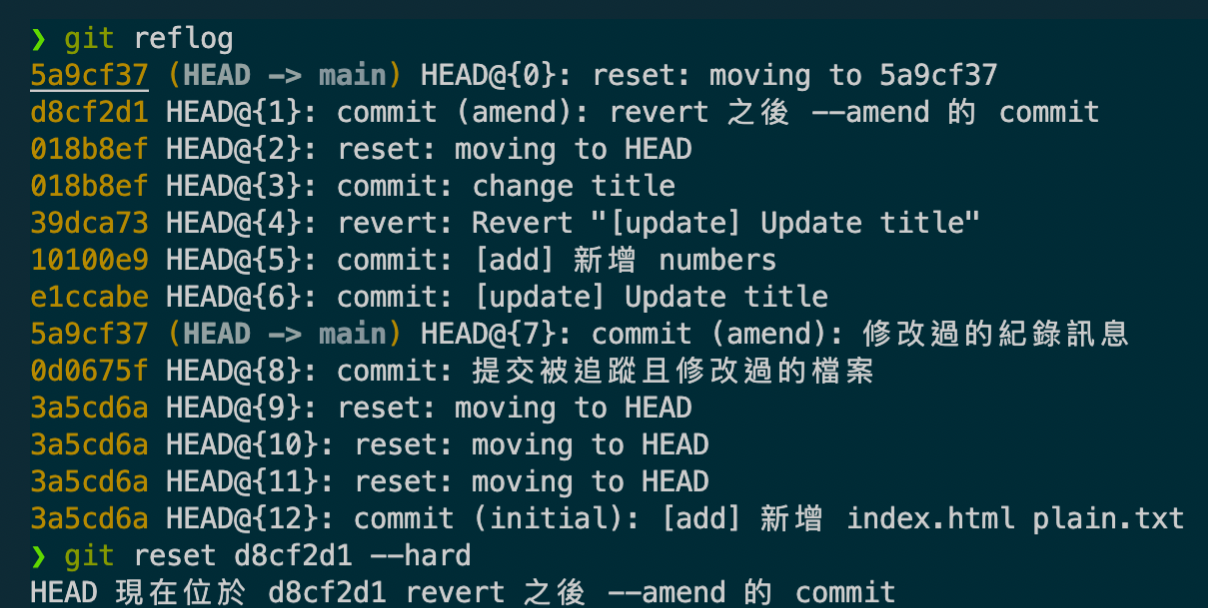 ❯ git reflog
5a9cf37 (HEAD -> main) HEAD@{0}: reset: moving to 5a9cf37
d8cf2d1 HEAD@{1}: commit (amend): revert 之後 --amend 的 commit
018b8ef HEAD@{2}: reset: moving to HEAD
018b8ef HEAD@{3}: commit: change title
39dca73 HEAD@{4}: revert: Revert "[update] Update title"
10100e9 HEAD@{5}: commit: [add] 新增 numbers
e1ccabe HEAD@{6}: commit: [update] Update title
5a9cf37 (HEAD -> main) HEAD@{7}: commit (amend): 修改過的紀錄訊息
0d0675f HEAD@{8}: commit: 提交被追蹤且修改過的檔案
3a5cd6a HEAD@{9}: reset: moving to HEAD
3a5cd6a HEAD@{10}: reset: moving to HEAD
3a5cd6a HEAD@{11}: reset: moving to HEAD
3a5cd6a HEAD@{12}: commit (initial): [add] 新增 index.html plain.txt
❯ git reset d8cf2d1 --hard
HEAD 現在位於 d8cf2d1 revert 之後 --amend 的 commit